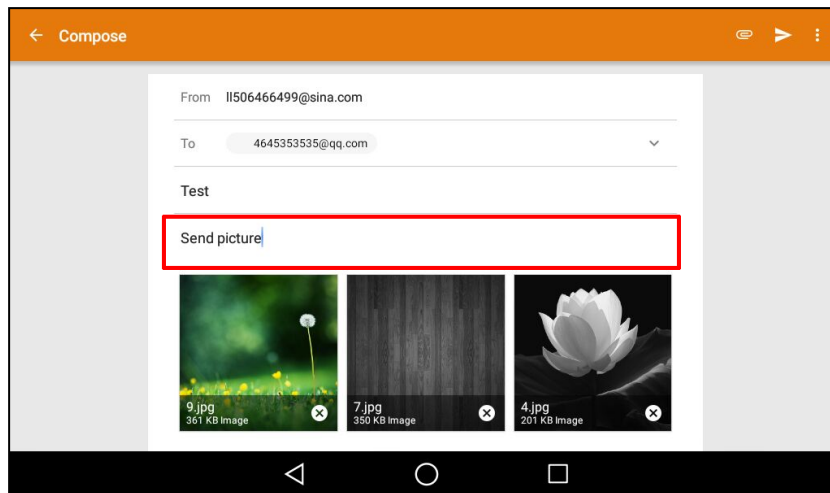 Compose
From ll506466499@sina.com
To 4645353535@qq.com
Test
Send picture
9.jpg
361 KB Image
7.jpg
350 KB Image
4.jpg
201 KB Image